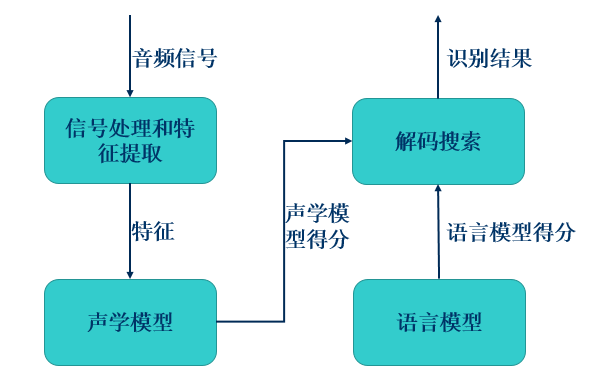 音频信号
识别结果
信号处理和特
征提取
解码搜索
特征
声学模
型得分
语言模型得分
声学模型
语言模型